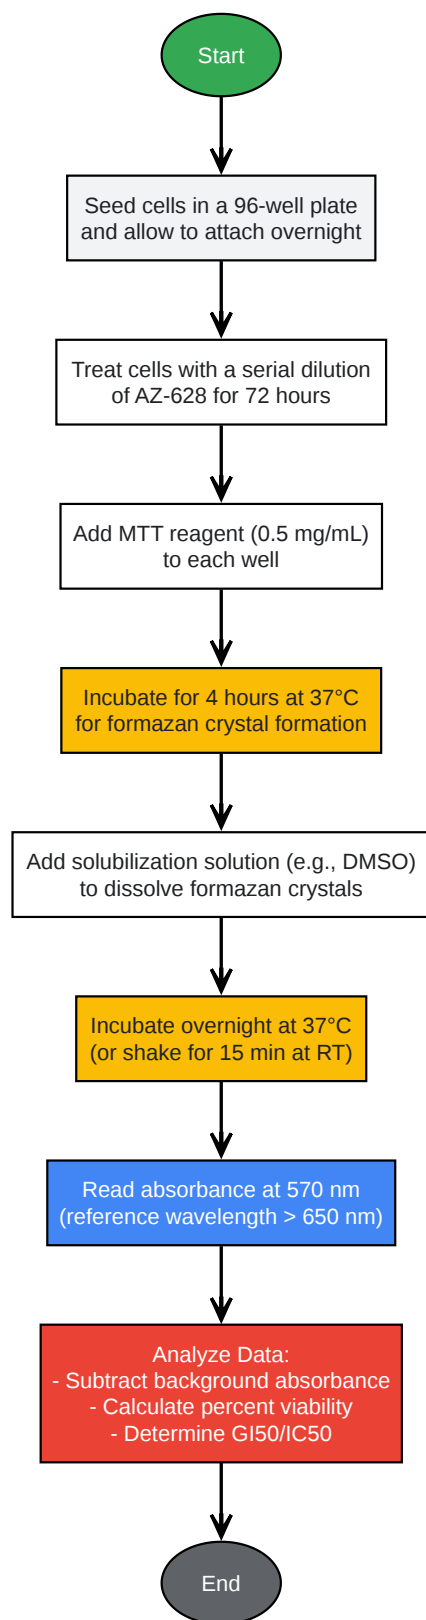 Start
Seed cells in a 96-well plate
and allow to attach overnight
Treat cells with a serial dilution
of AZ-628 for 72 hours
Add MTT reagent (0.5 mg/mL)
to each well
Incubate for 4 hours at 37°C
for formazan crystal formation
Add solubilization solution (e.g., DMSO)
to dissolve formazan crystals
Incubate overnight at 37°C
(or shake for 15 min at RT)
Read absorbance at 570 nm
(reference wavelength > 650 nm)
Analyze Data:
- Subtract background absorbance
- Calculate percent viability
- Determine GI50/IC50
End